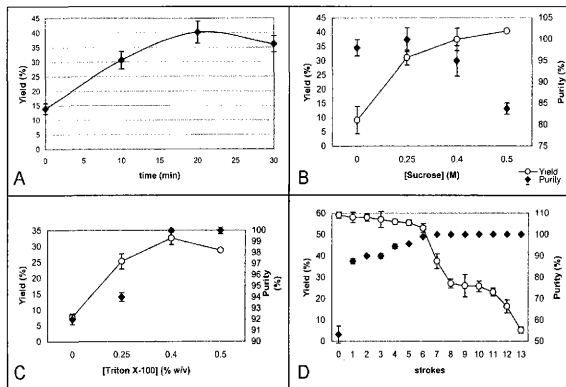 45
40
35
30
25
20
15
10
5
0
Yield (%)
0 10 20 30
time (min)
A
45
40
35
30
25
20
15
10
5
0
Yield (%)
105
100
95
90
85
80
75
Purity (%)
0 0.25 0.4 0.5
[Sucrose] (M)
Yield
Purity
B
35
30
25
20
15
10
5
0
Yield (%)
100
99
98
97
96
95
94
93
92
91
90
Purity (%)
0 0.25 0.4 0.5
[Triton X-100] (% w/v)
C
60
50
40
30
20
10
0
Yield (%)
110
100
90
80
70
60
50
Purity (%)
0 1 2 3 4 5 6 7 8 9 10 11 12 13
strokes
D